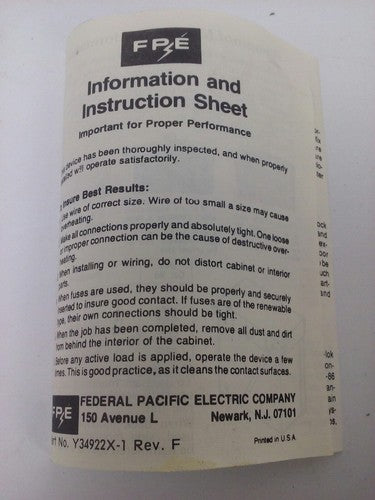 FPE
Information and
Instruction Sheet
Important for Proper Performance
device has been thoroughly inspected, and when properly
will operate satisfactorily.
Insure Best Results:
wire of correct size. Wire of too small a size may cause
overheating.
Make all connections properly and absolutely tight. One loose
or improper connection can be the cause of destructive over-
heating.
When installing or wiring, do not distort cabinet or interior
parts.
When fuses are used, they should be properly and securely
inserted to insure good contact. If fuses are of the renewable
type, their own connections should be tight.
When the job has been completed, remove all dust and dirt
from behind the interior of the cabinet.
Before any active load is applied, operate the device a few
times. This is good practice, as it cleans the contact surfaces.
FPE FEDERAL PACIFIC ELECTRIC COMPANY
150 Avenue L Newark, N.J. 07101
No. Y34922X-1 Rev. F
Printed in U.S.A.